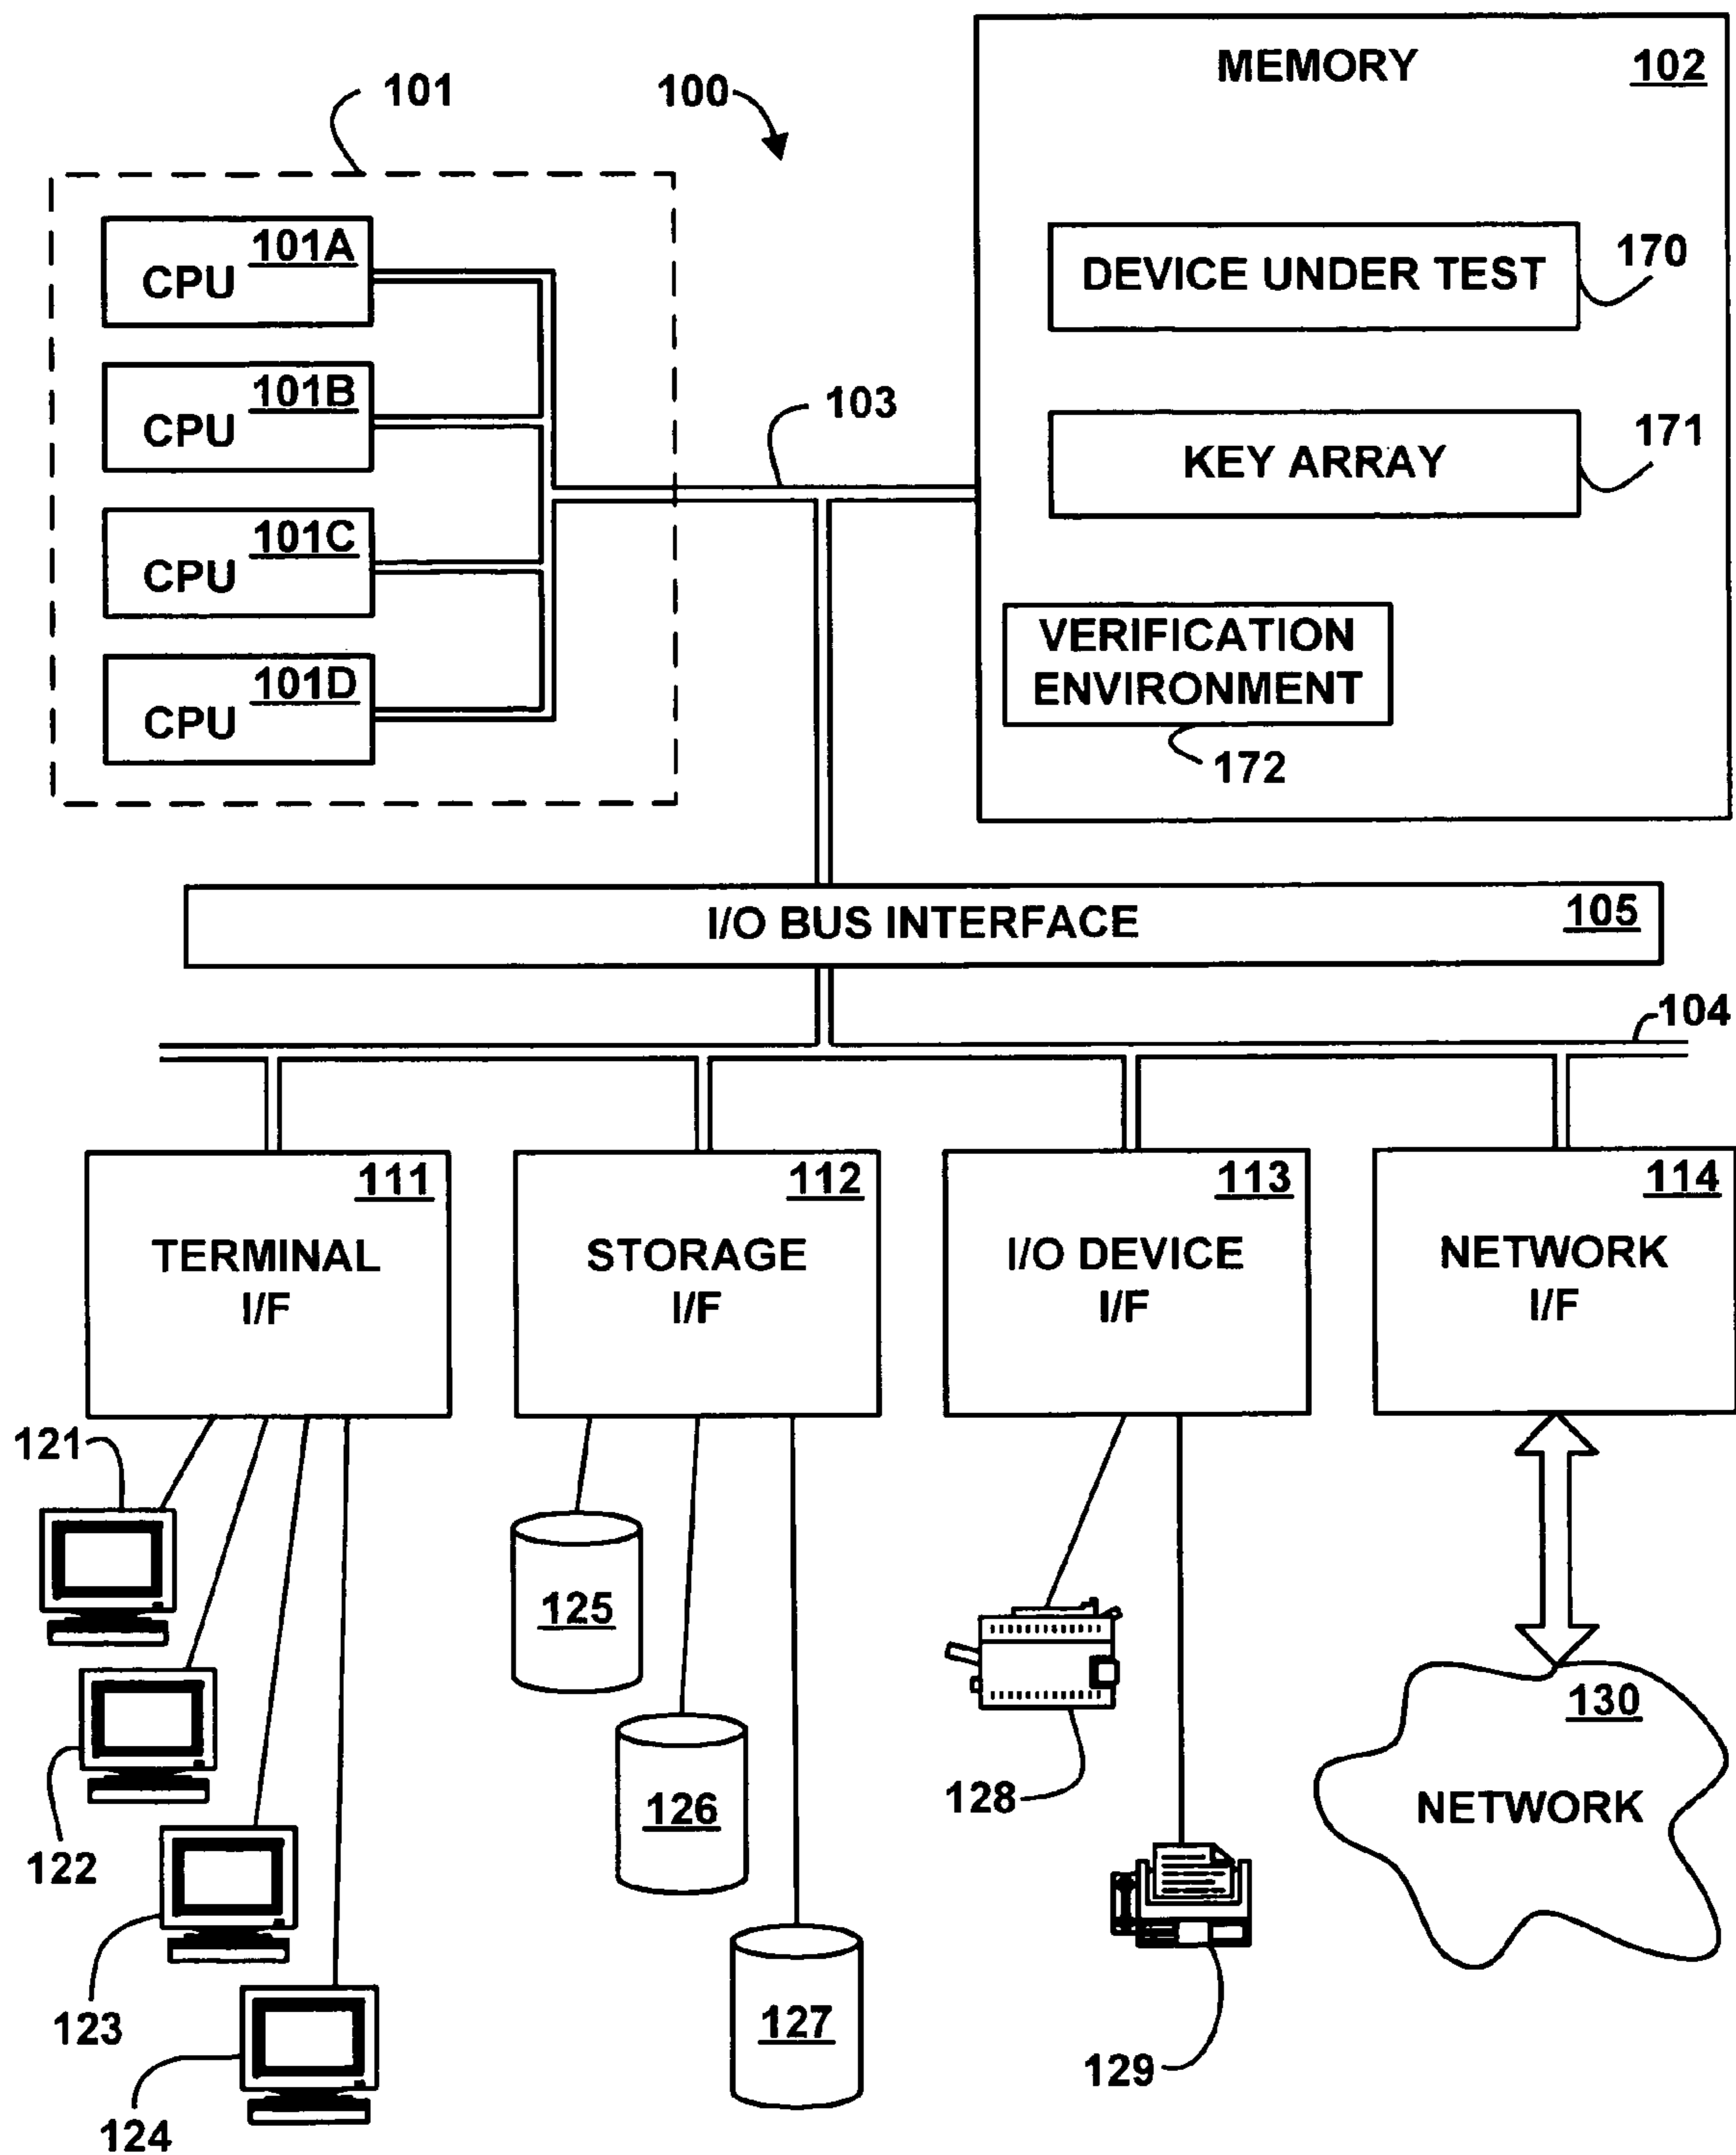 MEMORY 102
101
100
101A
CPU
101B
CPU
101C
CPU
101D
CPU
103
DEVICE UNDER TEST
170
KEY ARRAY
171
VERIFICATION
ENVIRONMENT
172
I/O BUS INTERFACE 105
104
111
TERMINAL
I/F
112
STORAGE
I/F
113
I/O DEVICE
I/F
114
NETWORK
I/F
121
122
123
124
125
126
127
128
129
130
NETWORK